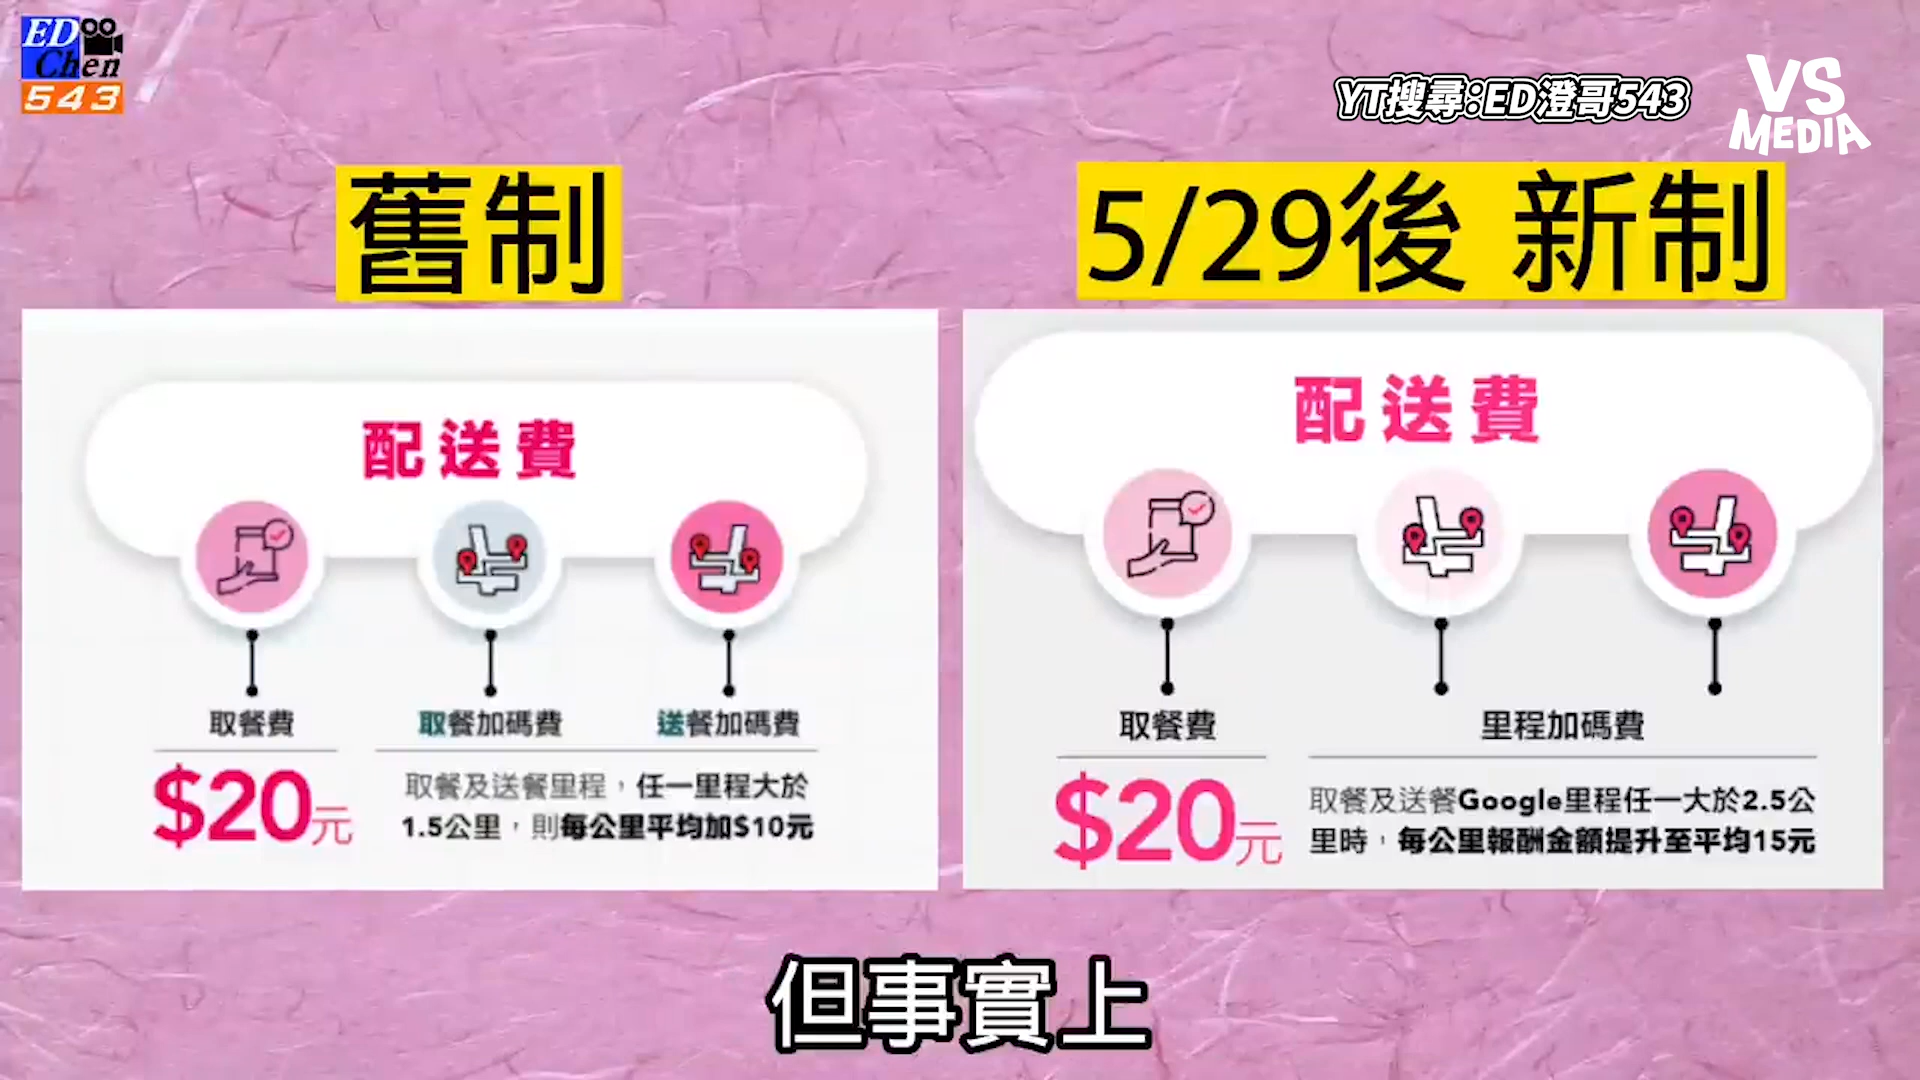 ED
Chen
543
YT搜尋:ED澄哥543
VS
MEDIA
舊制
配送費
取餐費
取餐加碼費
送餐加碼費
$20元
取餐及送餐里程，任一里程大於
1.5公里，則每公里平均加$10元
5/29後 新制
配送費
取餐費
里程加碼費
$20元
取餐及送餐Google里程任一大於2.5公
里時，每公里報酬金額提升至平均15元
但事實上